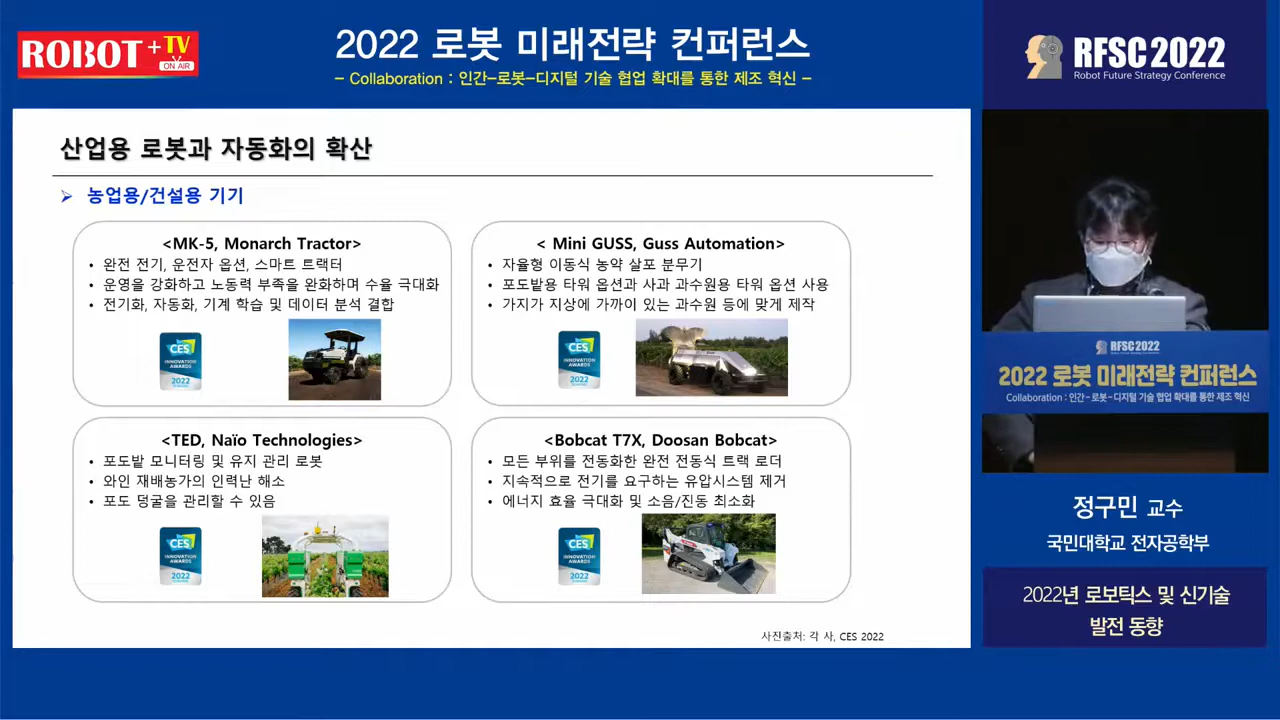 ROBOT+TV
ON AIR
2022 로봇 미래전략 컨퍼런스
– Collaboration : 인간–로봇–디지털 기술 협업 확대를 통한 제조 혁신 –
RFSC 2022
Robot Future Strategy Conference
산업용 로봇과 자동화의 확산
➢ 농업용/건설용 기기
<MK-5, Monarch Tractor>
• 완전 전기, 운전자 옵션, 스마트 트랙터
• 운영을 강화하고 노동력 부족을 완화하며 수율 극대화
• 전기화, 자동화, 기계 학습 및 데이터 분석 결합
CES
INNOVATION
AWARDS
2022
< Mini GUSS, Guss Automation>
• 자율형 이동식 농약 살포 분무기
• 포도밭용 타워 옵션과 사과 과수원용 타워 옵션 사용
• 가지가 지상에 가까이 있는 과수원 등에 맞게 제작
CES
INNOVATION
AWARDS
2022
<TED, Naïo Technologies>
• 포도밭 모니터링 및 유지 관리 로봇
• 와인 재배농가의 인력난 해소
• 포도 덩굴을 관리할 수 있음
CES
INNOVATION
AWARDS
2022
<Bobcat T7X, Doosan Bobcat>
• 모든 부위를 전동화한 완전 전동식 트랙 로더
• 지속적으로 전기를 요구하는 유압시스템 제거
• 에너지 효율 극대화 및 소음/진동 최소화
CES
INNOVATION
AWARDS
2022
사진출처: 각 사, CES 2022
RFSC 2022
2022 로봇 미래전략 컨퍼런스
Collaboration : 인간–로봇–디지털 기술 협업 확대를 통한 제조 혁신
정구민 교수
국민대학교 전자공학부
2022년 로보틱스 및 신기술
발전 동향